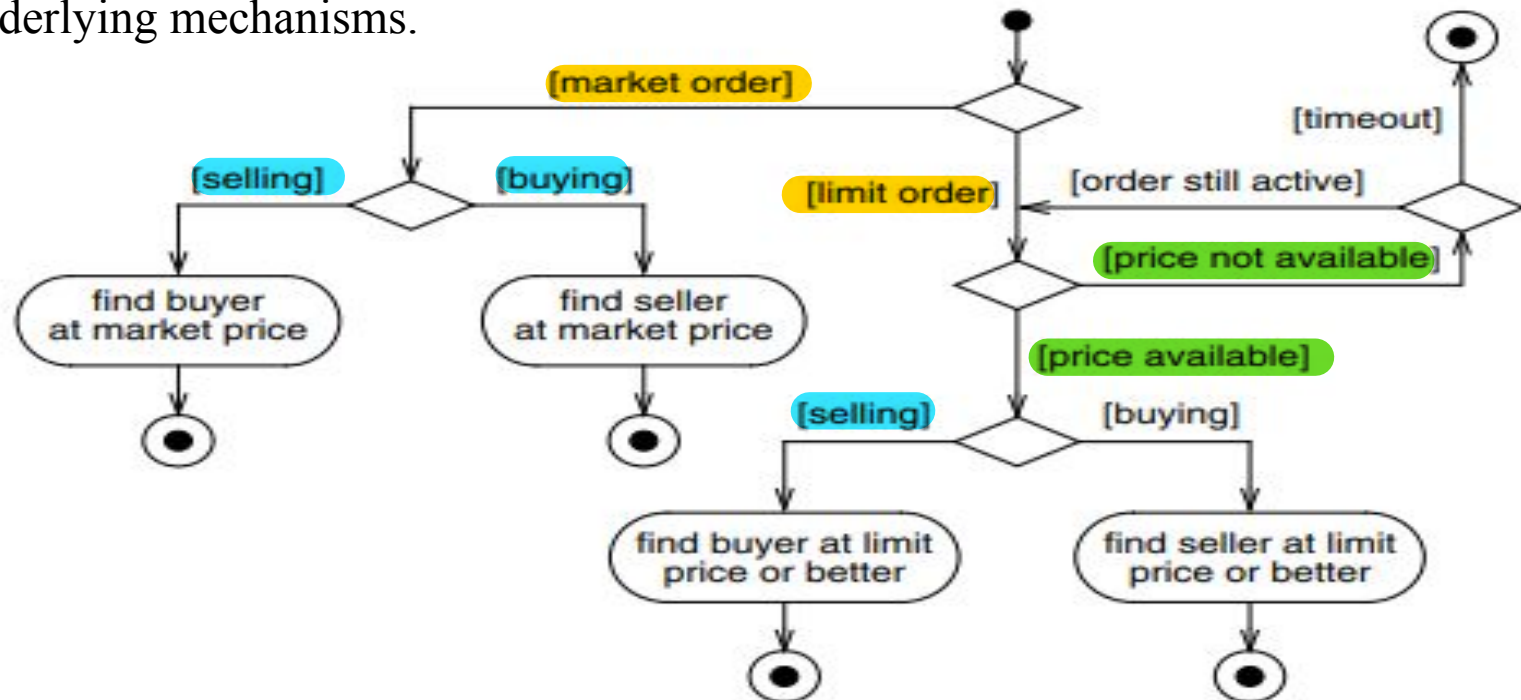 derlying mechanisms.
[market order]
[timeout]
[selling]
[buying]
[limit order]
[order still active]
[price not available]
find buyer
at market price
find seller
at market price
[price available]
[selling]
[buying]
find buyer at limit
price or better
find seller at limit
price or better